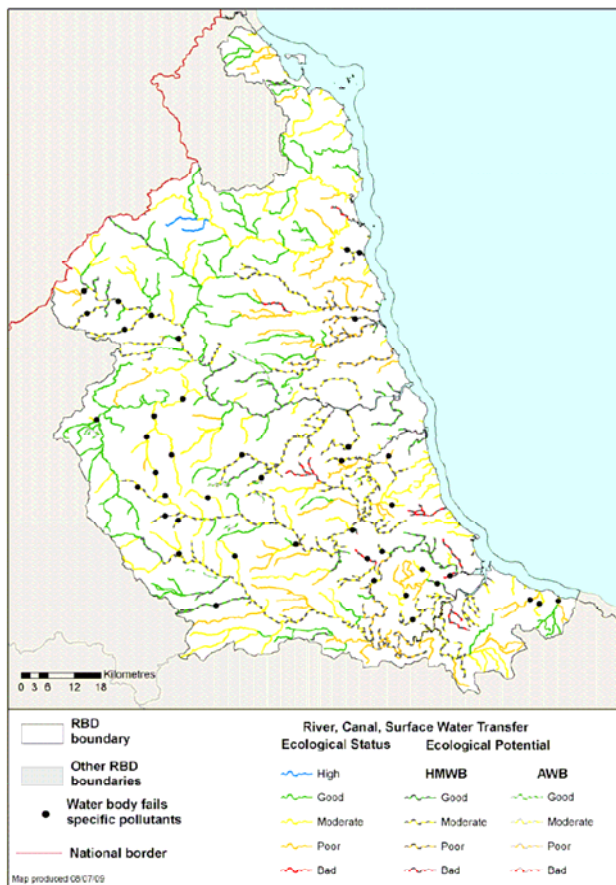 Kilometres
0 3 6 12 18
RBD
boundary
Other RBD
boundaries
Water body fails
specific pollutants
National border
River, Canal, Surface Water Transfer
Ecological Status Ecological Potential
HMWB AWB
High
Good Good Good
Moderate Moderate Moderate
Poor Poor Poor
Bad Bad Bad
Map produced 08/07/09